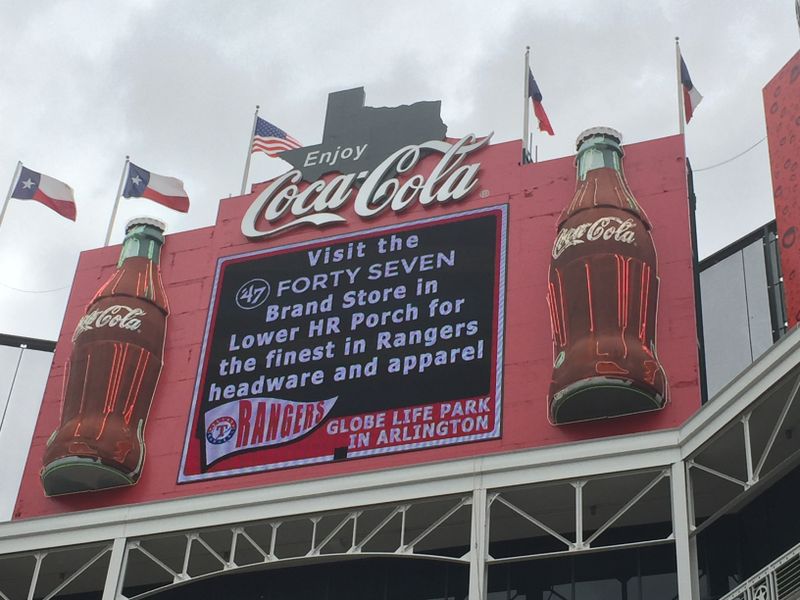 Enjoy
Coca-Cola
Visit the
'47 FORTY SEVEN
Brand Store in
Lower HR Porch for
the finest in Rangers
headware and apparel
RANGERS
GLOBE LIFE PARK
IN ARLINGTON
Coca-Cola
Coca-Cola